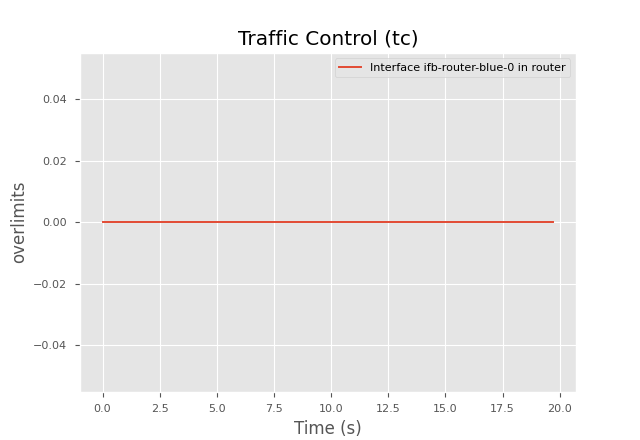 Traffic Control (tc)
Interface ifb-router-blue-0 in router
0.04
0.02
0.00
−0.02
−0.04
overlimits
0.0 2.5 5.0 7.5 10.0 12.5 15.0 17.5 20.0
Time (s)